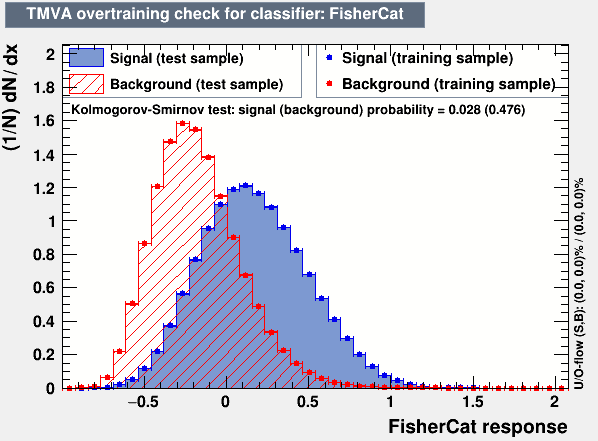 TMVA overtraining check for classifier: FisherCat
(1/N) dN/dx
Signal (test sample)
Background (test sample)
Signal (training sample)
Background (training sample)
Kolmogorov-Smirnov test: signal (background) probability = 0.028 (0.476)
2
1.8
1.6
1.4
1.2
1
0.8
0.6
0.4
0.2
0
−0.5
0
0.5
1
1.5
2
FisherCat response
U/O-flow (S,B): (0.0, 0.0)% / (0.0, 0.0)%